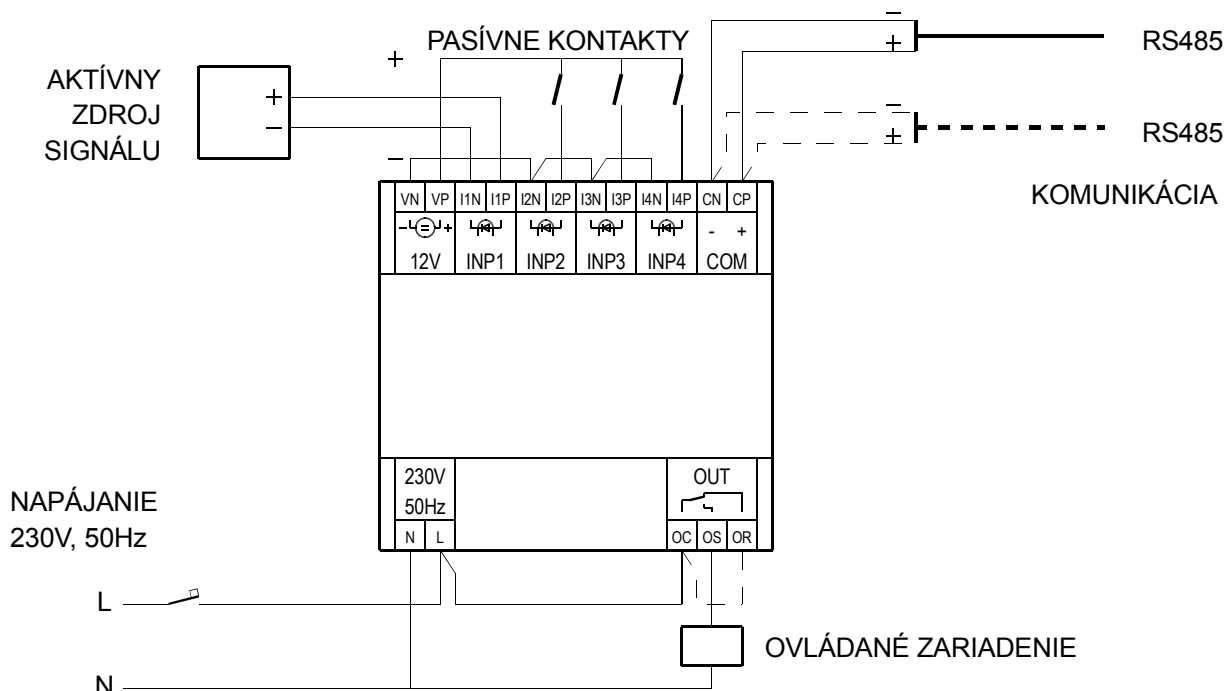 PASÍVNE KONTAKTY
AKTÍVNY
ZDROJ
SIGNÁLU
+
−
+
−
−
+
RS485
−
+
RS485
KOMUNIKÁCIA
VN VP I1N I1P I2N I2P I3N I3P I4N I4P CN CP
- = + - +
12V INP1 INP2 INP3 INP4 COM
230V
50Hz
N L
OUT
OC OS OR
NAPÁJANIE
230V, 50Hz
L
OVLÁDANÉ ZARIADENIE
N